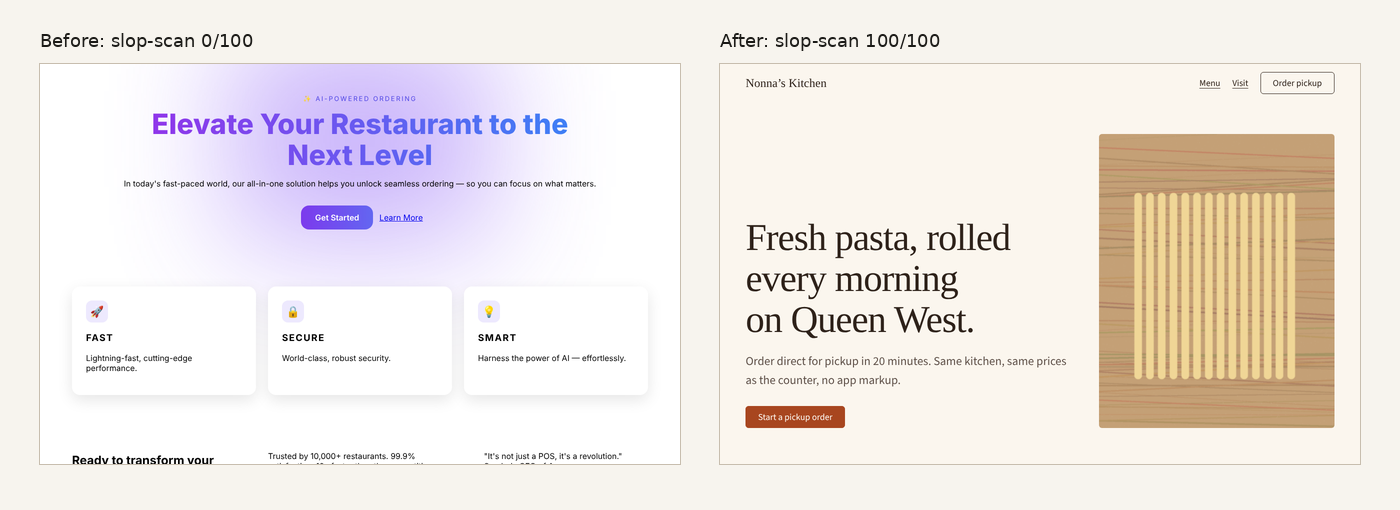 Before: slop-scan 0/100
✨ AI-POWERED ORDERING
Elevate Your Restaurant to the
Next Level
In today's fast-paced world, our all-in-one solution helps you unlock seamless ordering — so you can focus on what matters.
Get Started Learn More
FAST
Lightning-fast, cutting-edge
performance.
SECURE
World-class, robust security.
SMART
Harness the power of AI — effortlessly.
Ready to transform your
Trusted by 10,000+ restaurants. 99.9%
"It's not just a POS, it's a revolution."
After: slop-scan 100/100
Nonna’s Kitchen
Menu Visit Order pickup
Fresh pasta, rolled
every morning
on Queen West.
Order direct for pickup in 20 minutes. Same kitchen, same prices
as the counter, no app markup.
Start a pickup order